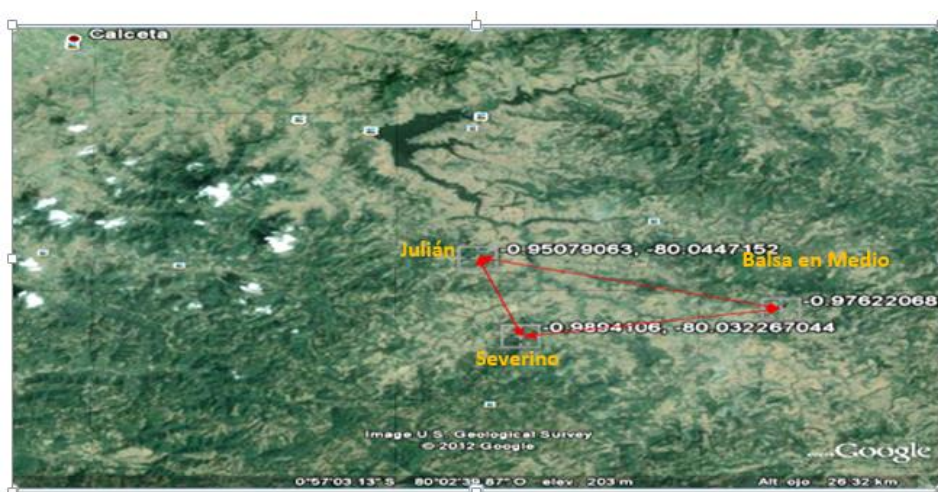 Calceta
Julián
-0.95079063, -80.0447152
Balsa en Medio
-0.97622068
-0.9894106, -80.032267044
Severino
Image U.S. Geological Survey
© 2012 Google
Google
0°57'03.13" S 80°02'39.87" O elev. 203 m Alt. ojo 26.32 km